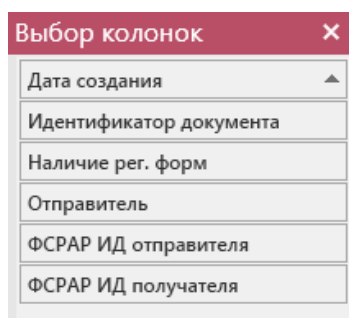 Выбор колонок
Дата создания
Идентификатор документа
Наличие рег. форм
Отправитель
ФСРАР ИД отправителя
ФСРАР ИД получателя